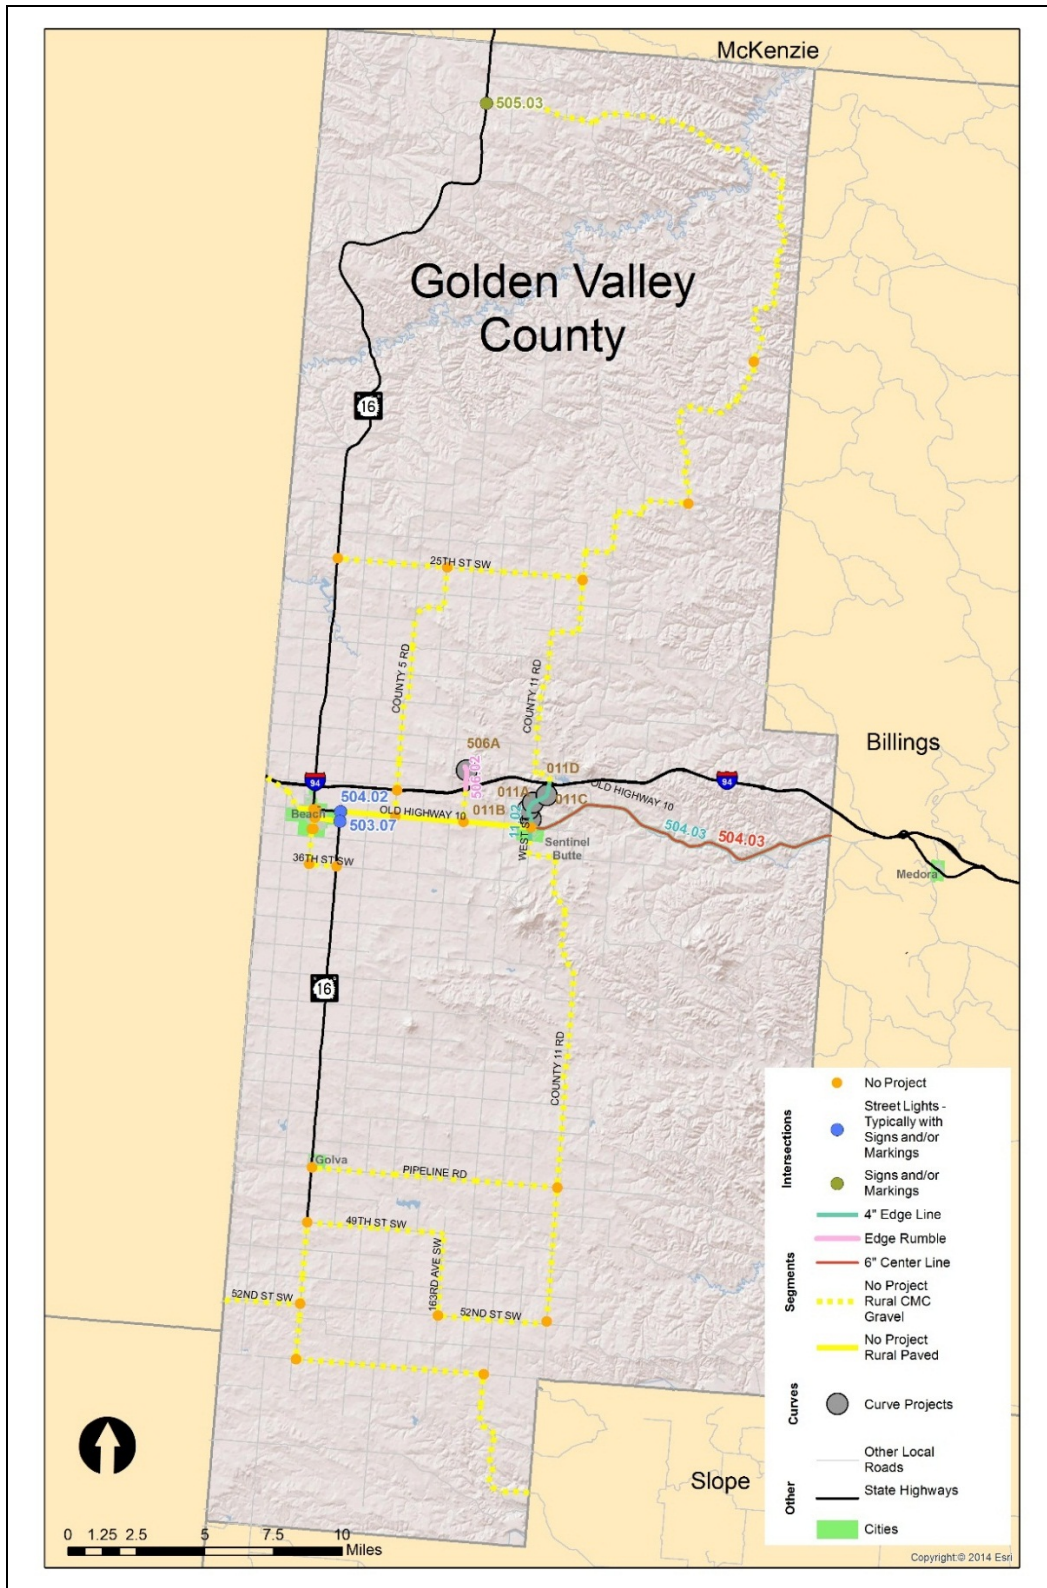 McKenzie
505.03
Golden Valley
County
16
25TH ST SW
COUNTY 5 RD
COUNTY 11 RD
Billings
506A
506.02
011D
94
94
OLD HIGHWAY 10
504.02
011A
011C
Beach
OLD HIGHWAY 10
011B
11.02
503.07
WEST ST
Sentinel
Butte
504.03
504.03
36TH ST SW
Medora
16
COUNTY 11 RD
Golva
PIPELINE RD
49TH ST SW
163RD AVE SW
52ND ST SW
52ND ST SW
Slope
Intersections
No Project
Street Lights -
Typically with
Signs and/or
Markings
Signs and/or
Markings
Segments
4" Edge Line
Edge Rumble
6" Center Line
No Project
Rural CMC
Gravel
No Project
Rural Paved
Curves
Curve Projects
Other
Other Local
Roads
State Highways
Cities
0 1.25 2.5 5 7.5 10
Miles
Copyright:© 2014 Esri